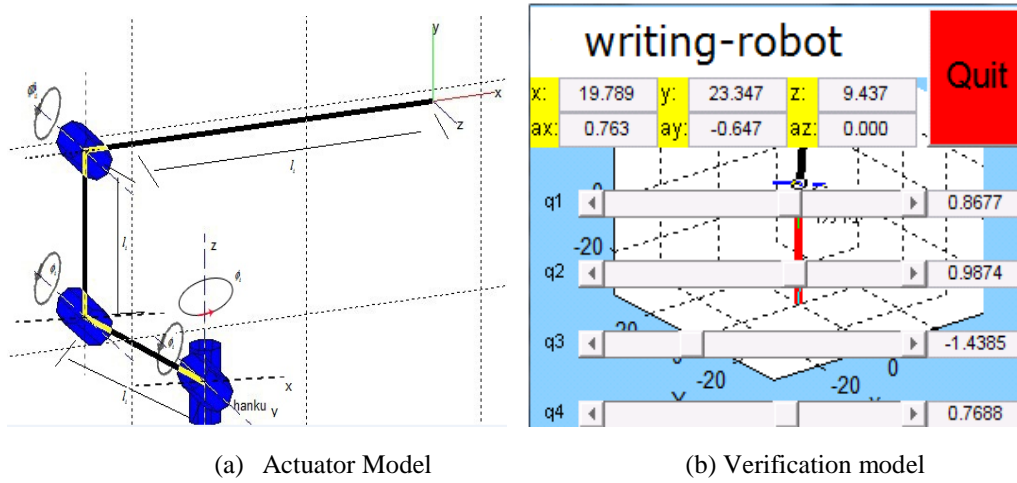 y
x
z
z
x
hanku y
writing-robot
Quit
x: 19.789 y: 23.347 z: 9.437
ax: 0.763 ay: -0.647 az: 0.000
q1 0.8677
-20
q2 0.9874
q3 -1.4385
-20 -20 0
q4 0.7688
(a) Actuator Model (b) Verification model